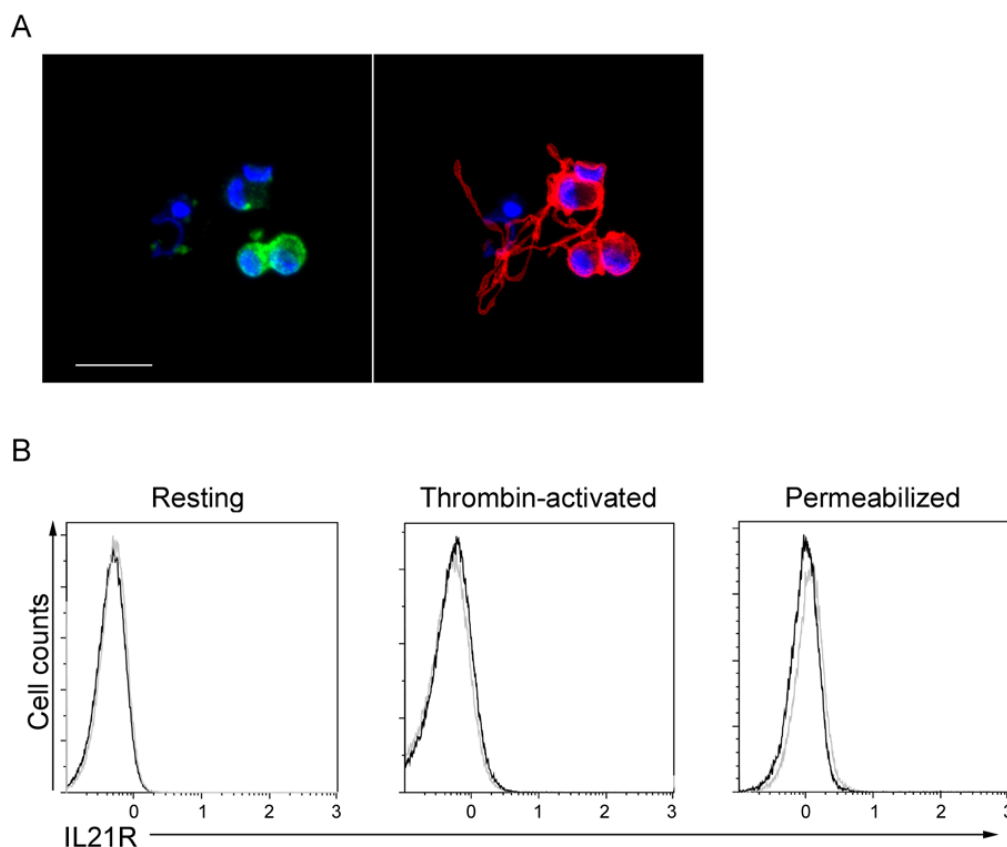 A
B
Resting
Thrombin-activated
Permeabilized
Cell counts
0 1 2 3
0 1 2 3
0 1 2 3
IL21R